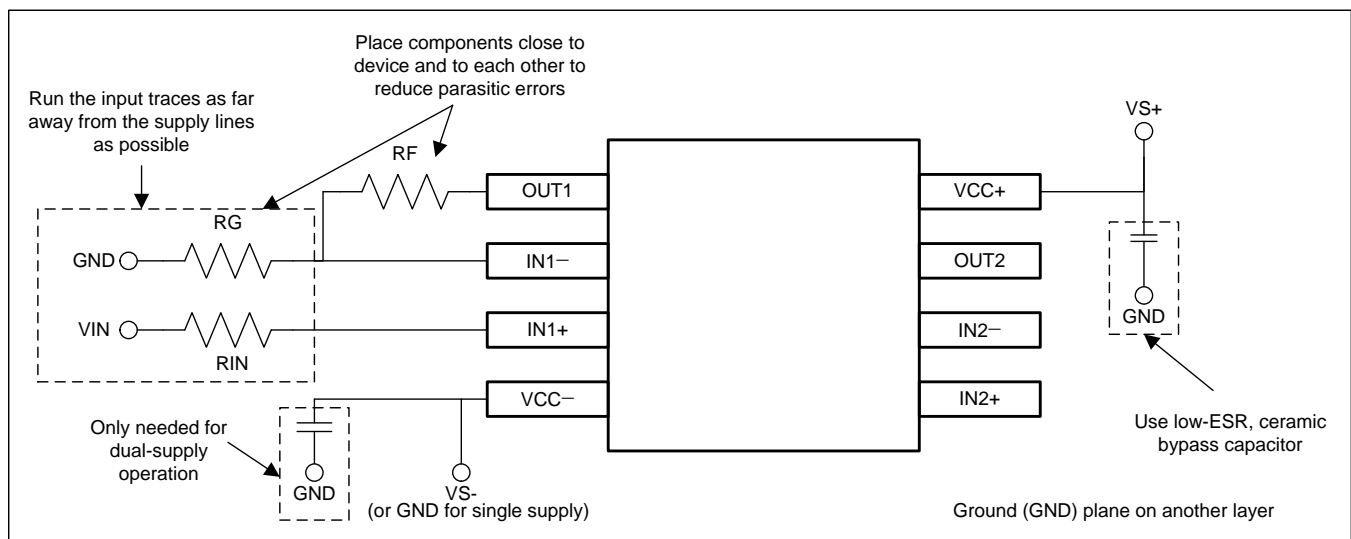 Place components close to
device and to each other to
reduce parasitic errors
Run the input traces as far
away from the supply lines
as possible
VS+
RF
OUT1
VCC+
RG
GND
IN1−
OUT2
VIN
IN1+
IN2−
GND
RIN
VCC−
IN2+
Only needed for
dual-supply
operation
Use low-ESR, ceramic
bypass capacitor
GND
VS-
(or GND for single supply)
Ground (GND) plane on another layer